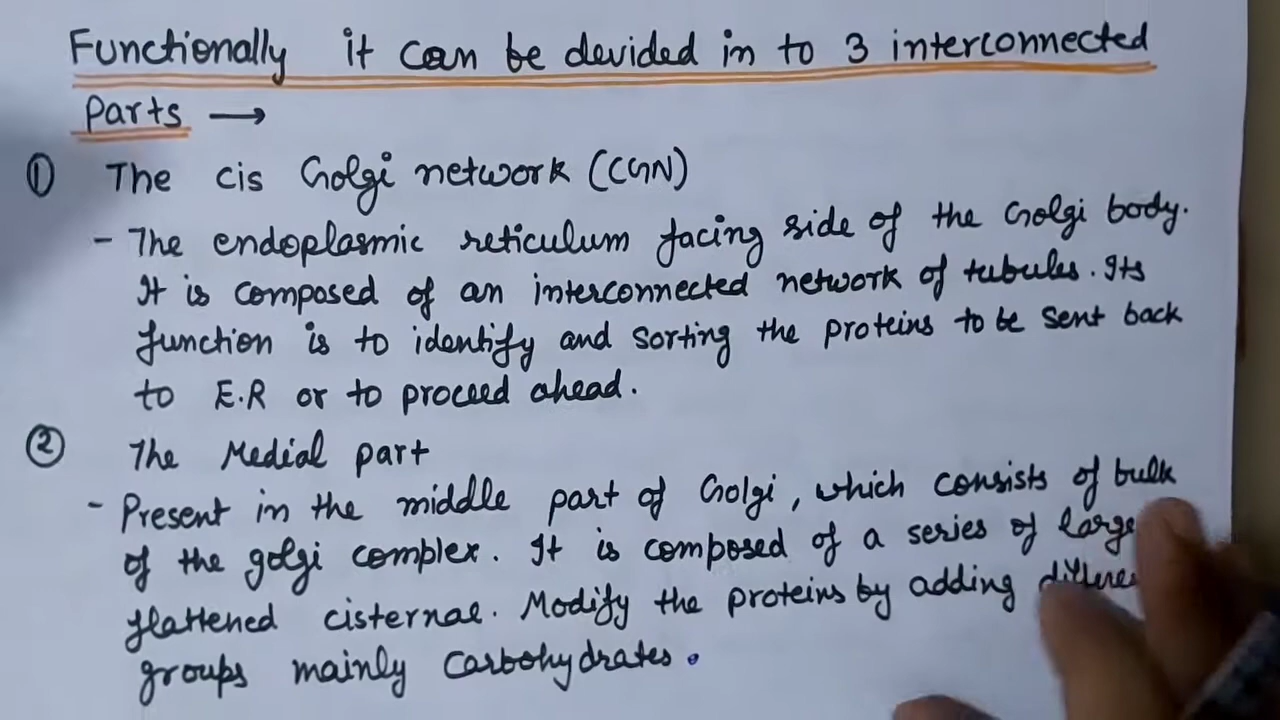 Functionally it can be devided in to 3 interconnected
Parts →
① The cis Golgi network (CGN)
- The endoplasmic reticulum facing side of the Golgi body.
It is composed of an interconnected network of tubules. Its
function is to identify and sorting the proteins to be sent back
to E.R or to proceed ahead.
② The Medial part
- Present in the middle part of Golgi, which consists of bulk
of the golgi complex. It is composed of a series of large
flattened cisternae. Modify the proteins by adding
groups mainly carbohydrates.